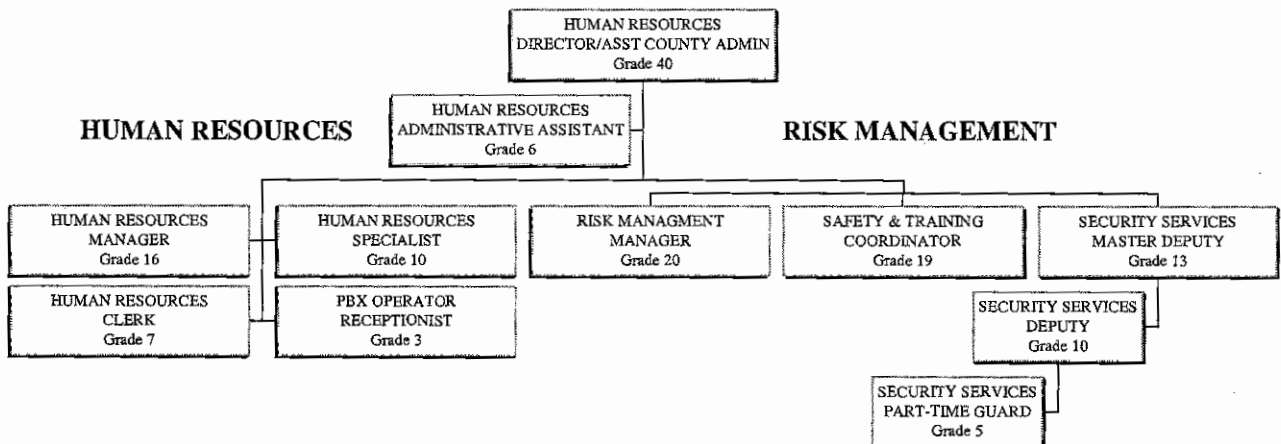 HUMAN RESOURCES
DIRECTOR/ASST COUNTY ADMIN
Grade 40
HUMAN RESOURCES
ADMINISTRATIVE ASSISTANT
Grade 6
HUMAN RESOURCES
RISK MANAGEMENT
HUMAN RESOURCES
MANAGER
Grade 16
HUMAN RESOURCES
SPECIALIST
Grade 10
RISK MANAGMENT
MANAGER
Grade 20
SAFETY & TRAINING
COORDINATOR
Grade 19
SECURITY SERVICES
MASTER DEPUTY
Grade 13
HUMAN RESOURCES
CLERK
Grade 7
PBX OPERATOR
RECEPTIONIST
Grade 3
SECURITY SERVICES
DEPUTY
Grade 10
SECURITY SERVICES
PART-TIME GUARD
Grade 5